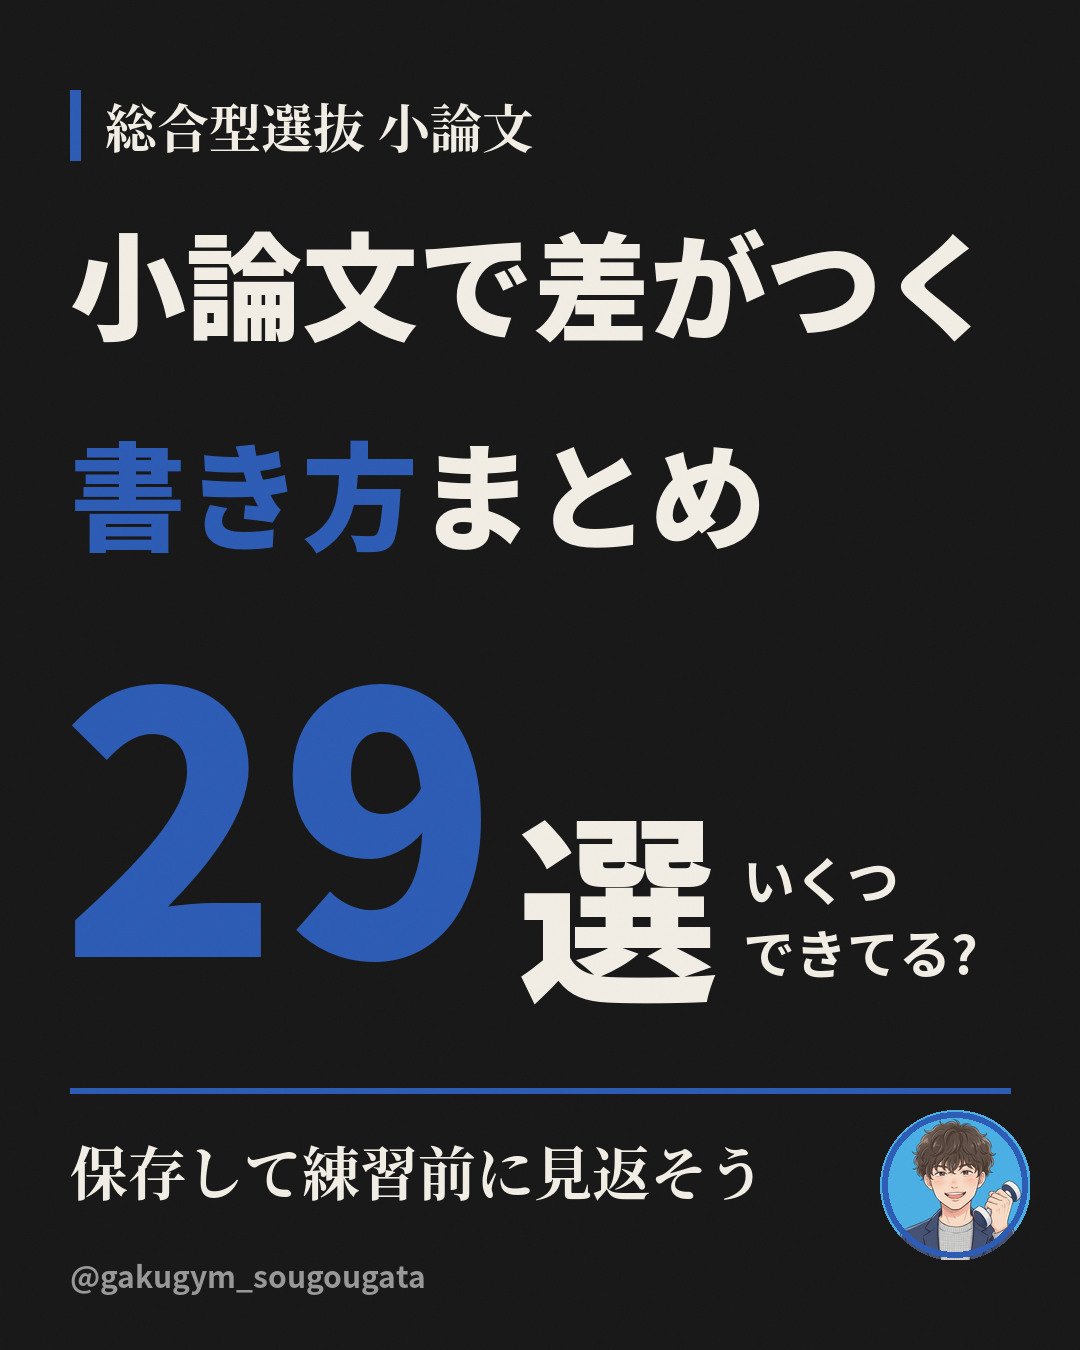 総合型選抜 小論文
小論文で差がつく
書き方まとめ
29選
いくつ
できてる?
保存して練習前に見返そう
@gakugym_sougougata